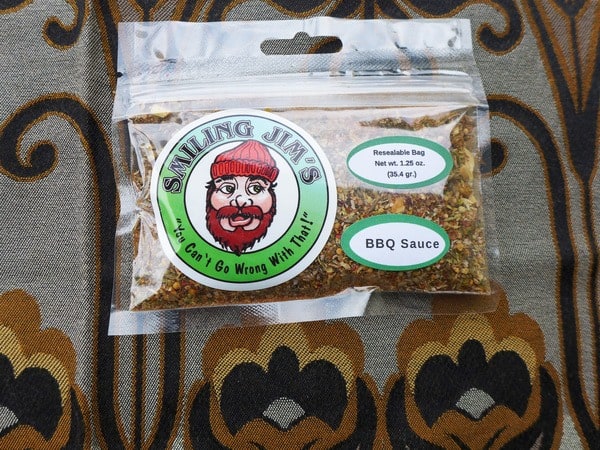 SMILING JIM'S
"You Can't Go Wrong With That!"
Resealable Bag
Net wt. 1.25 oz.
(35.4 gr.)
BBQ Sauce